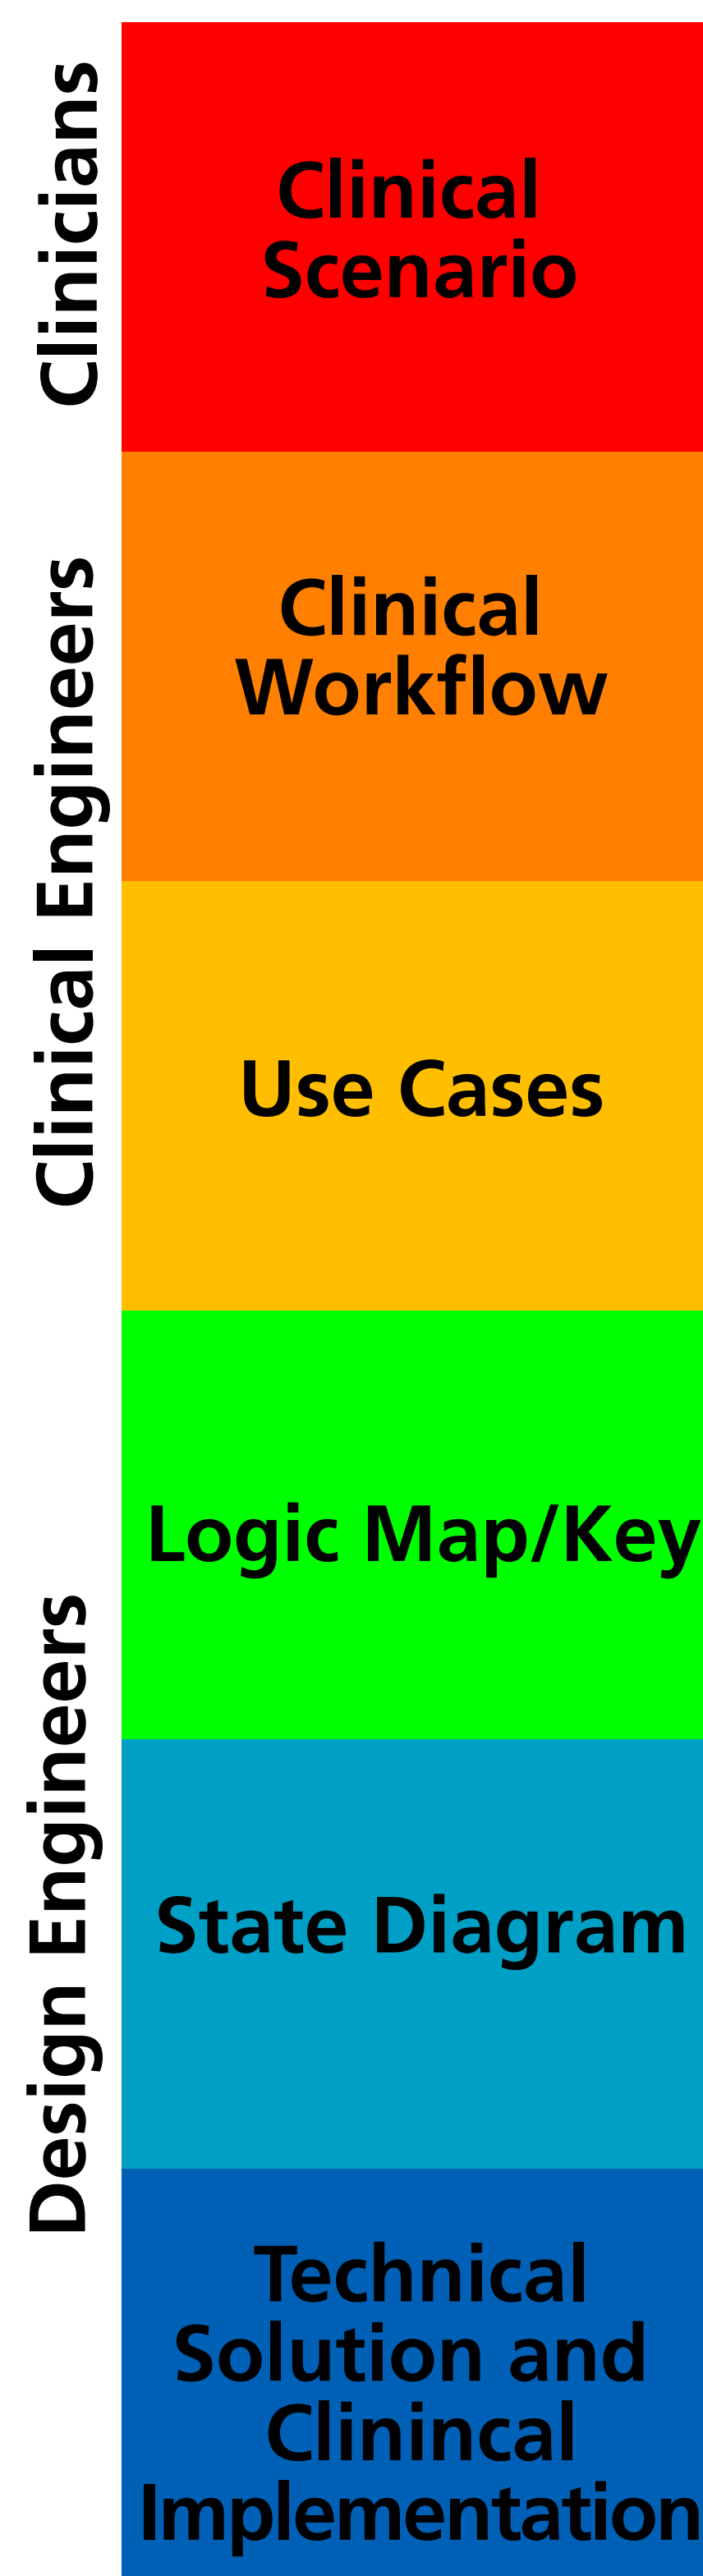 Clinicians
Clinical
Scenario
Clinical Engineers
Clinical
Workflow
Use Cases
Design Engineers
Logic Map/Key
State Diagram
Technical
Solution and
Clinincal
Implementation